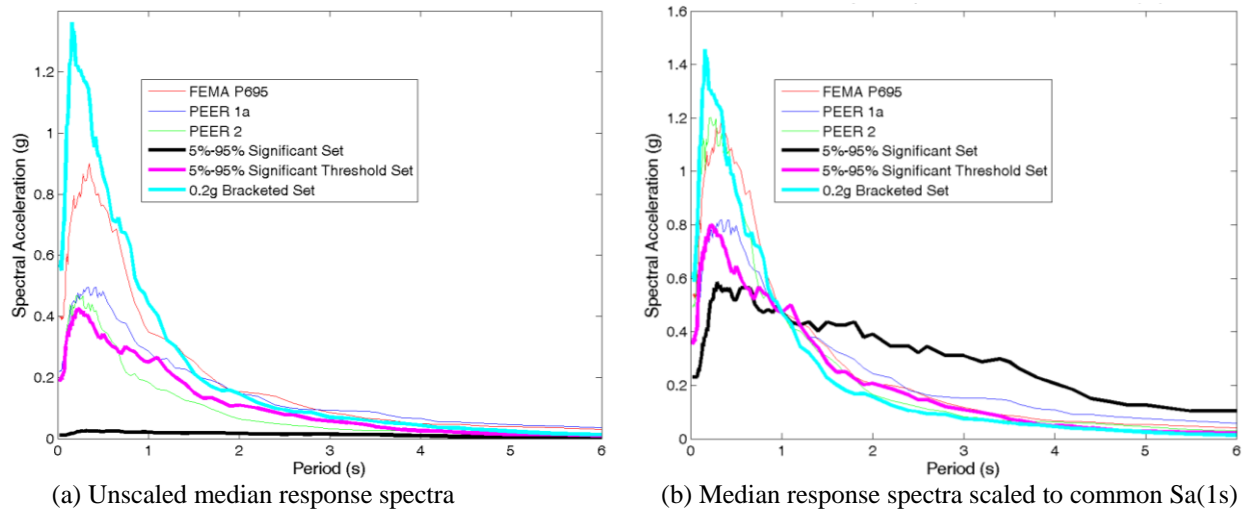 1.2
1
0.8
0.6
0.4
0.2
0
Spectral Acceleration (g)
FEMA P695
PEER 1a
PEER 2
5%-95% Significant Set
5%-95% Significant Threshold Set
0.2g Bracketed Set
0 1 2 3 4 5 6
Period (s)
(a) Unscaled median response spectra
1.6
1.4
1.2
1
0.8
0.6
0.4
0.2
0
Spectral Acceleration (g)
FEMA P695
PEER 1a
PEER 2
5%-95% Significant Set
5%-95% Significant Threshold Set
0.2g Bracketed Set
0 1 2 3 4 5 6
Period (s)
(b) Median response spectra scaled to common Sa(1s)